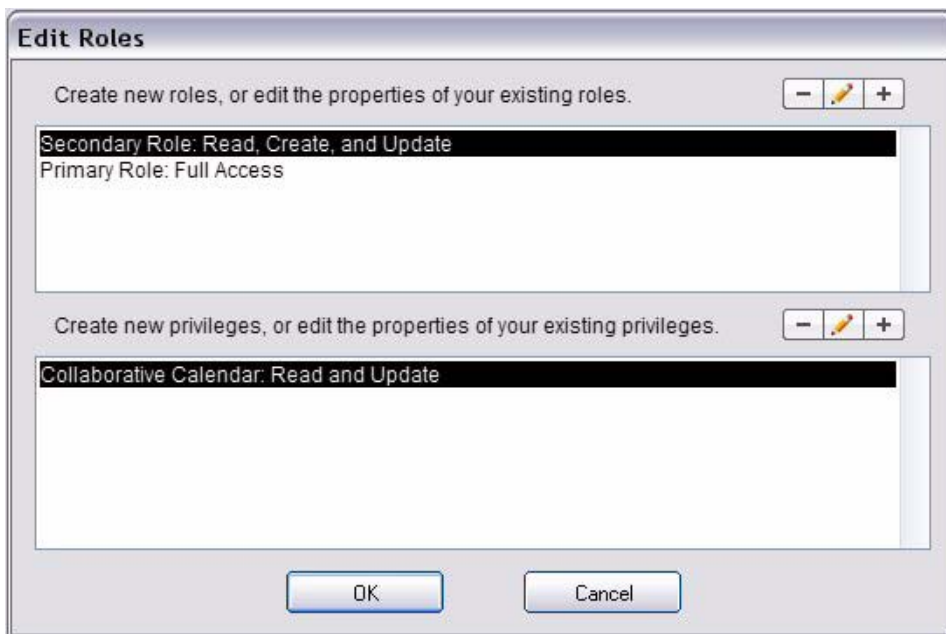 Edit Roles
Create new roles, or edit the properties of your existing roles.
Secondary Role: Read, Create, and Update
Primary Role: Full Access
Create new privileges, or edit the properties of your existing privileges.
Collaborative Calendar: Read and Update
OK Cancel